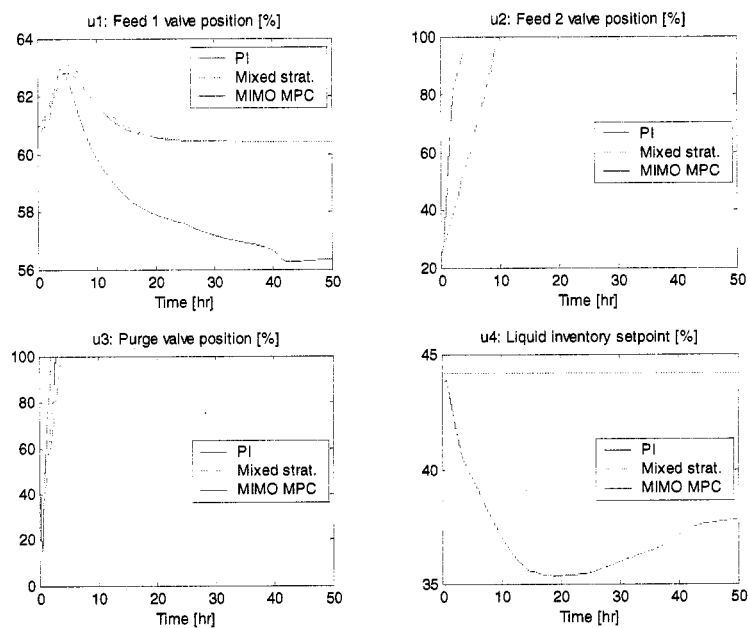 u1: Feed 1 valve position [%]
64
62
60
58
56
0 10 20 30 40 50
Time [hr]
PI
Mixed strat.
MIMO MPC
u2: Feed 2 valve position [%]
100
80
60
40
20
0 10 20 30 40 50
Time [hr]
PI
Mixed strat.
MIMO MPC
u3: Purge valve position [%]
100
80
60
40
20
0
0 10 20 30 40 50
Time [hr]
PI
Mixed strat.
MIMO MPC
u4: Liquid inventory setpoint [%]
45
40
35
0 10 20 30 40 50
Time [hr]
PI
Mixed strat.
MIMO MPC